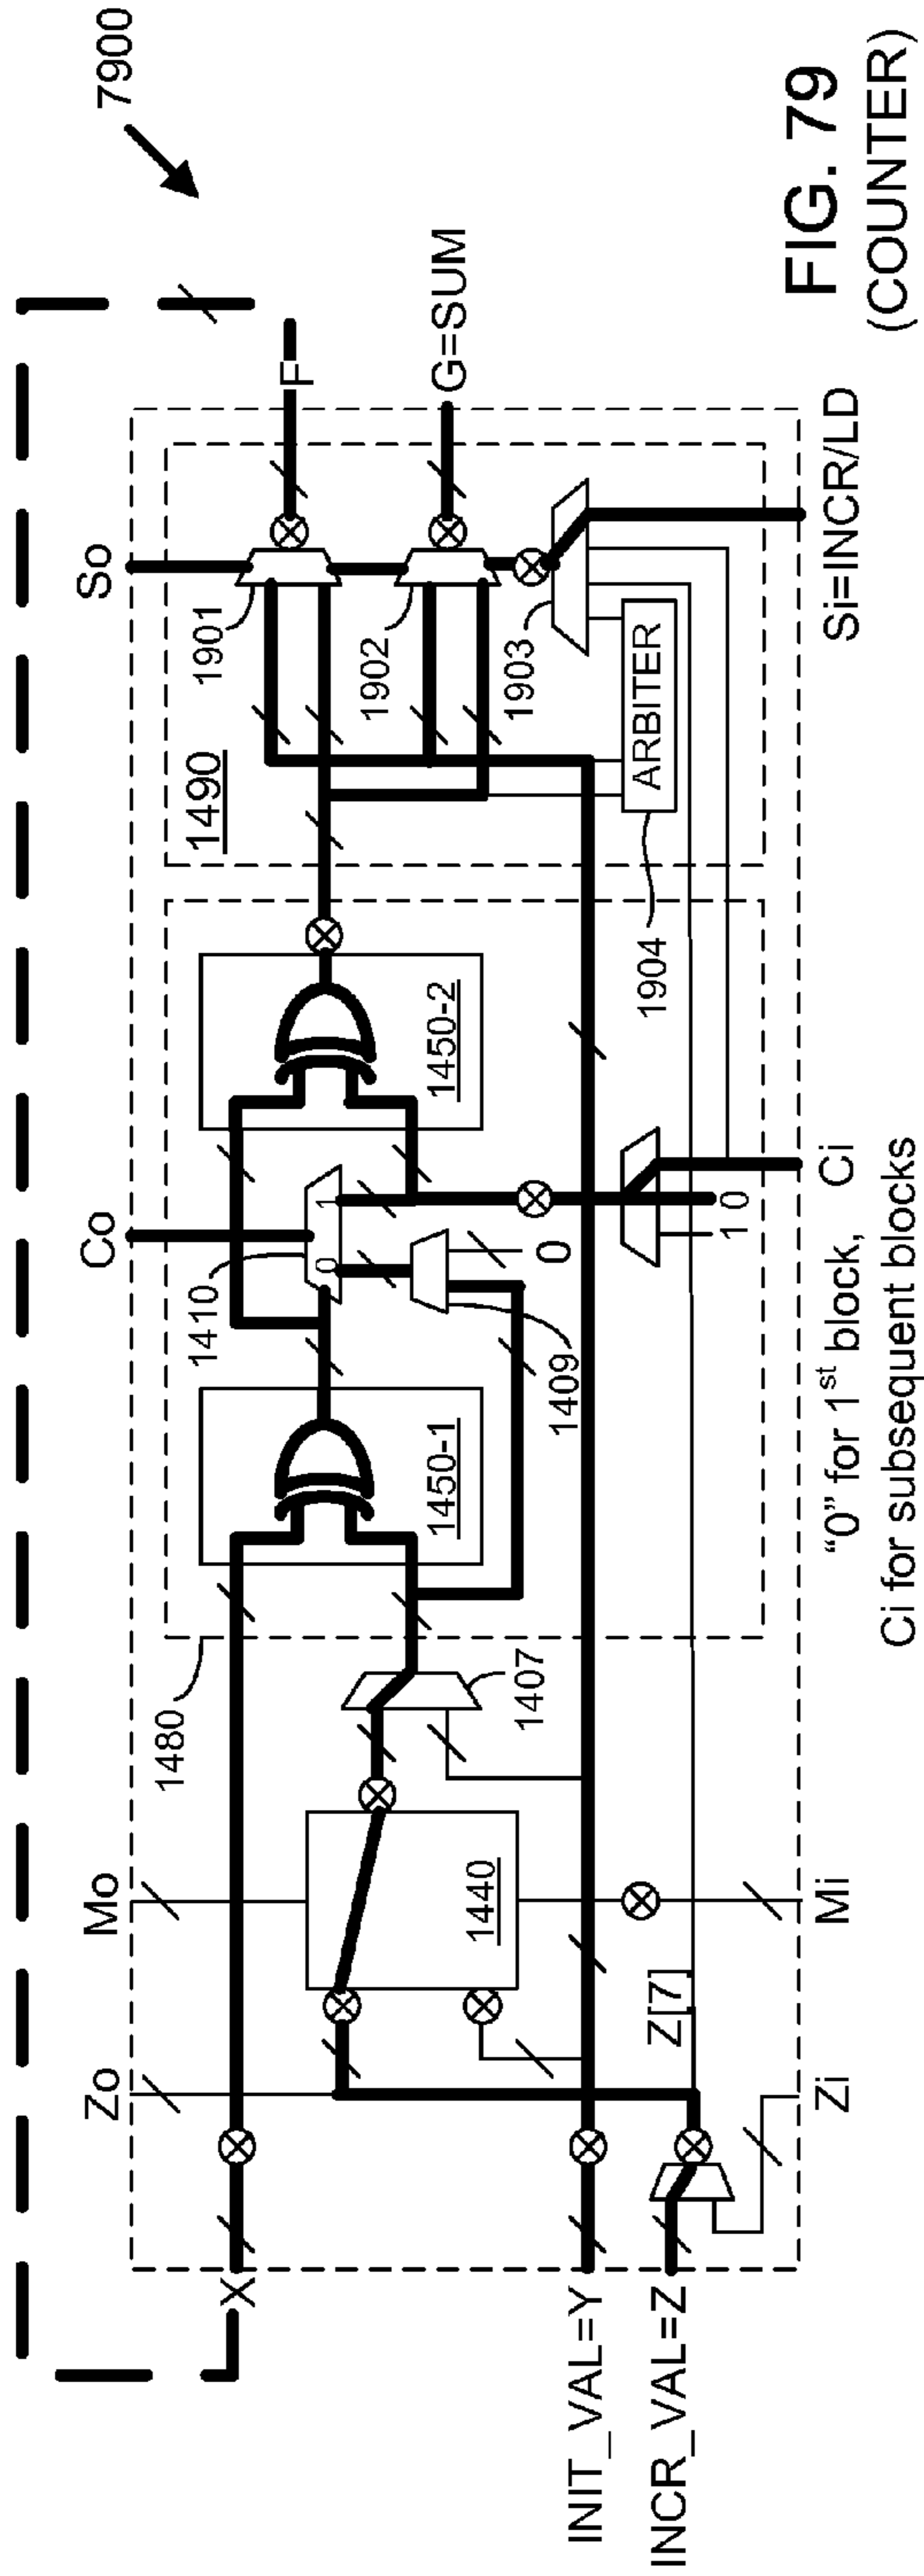 7900
F
G=SUM
FIG. 79
(COUNTER)
So
1901
1902
1903
1490
ARBITER
1904
Si=INCR/LD
Co
1450-2
1410
0
1
0
1409
1 0
Ci
"0" for 1st block,
Ci for subsequent blocks
1450-1
1480
1407
Mo
1440
Mi
Zo
Z[7]
Zi
X
INIT_VAL=Y
INCR_VAL=Z